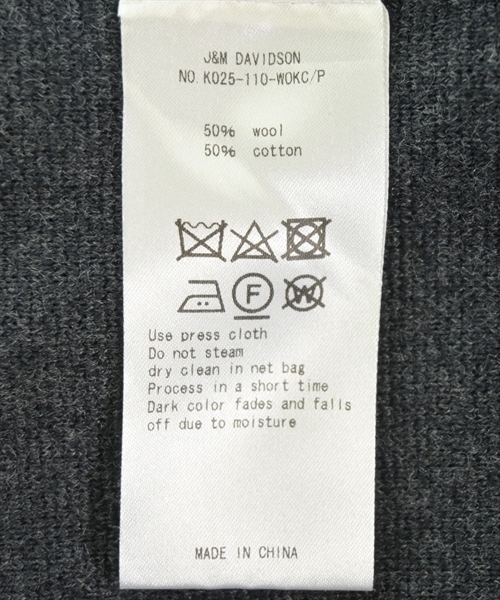 J&M DAVIDSON
NO. K025-110-WOKC/P
50% wool
50% cotton
F W
Use press cloth
Do not steam
dry clean in net bag
Process in a short time
Dark color fades and falls
off due to moisture
MADE IN CHINA